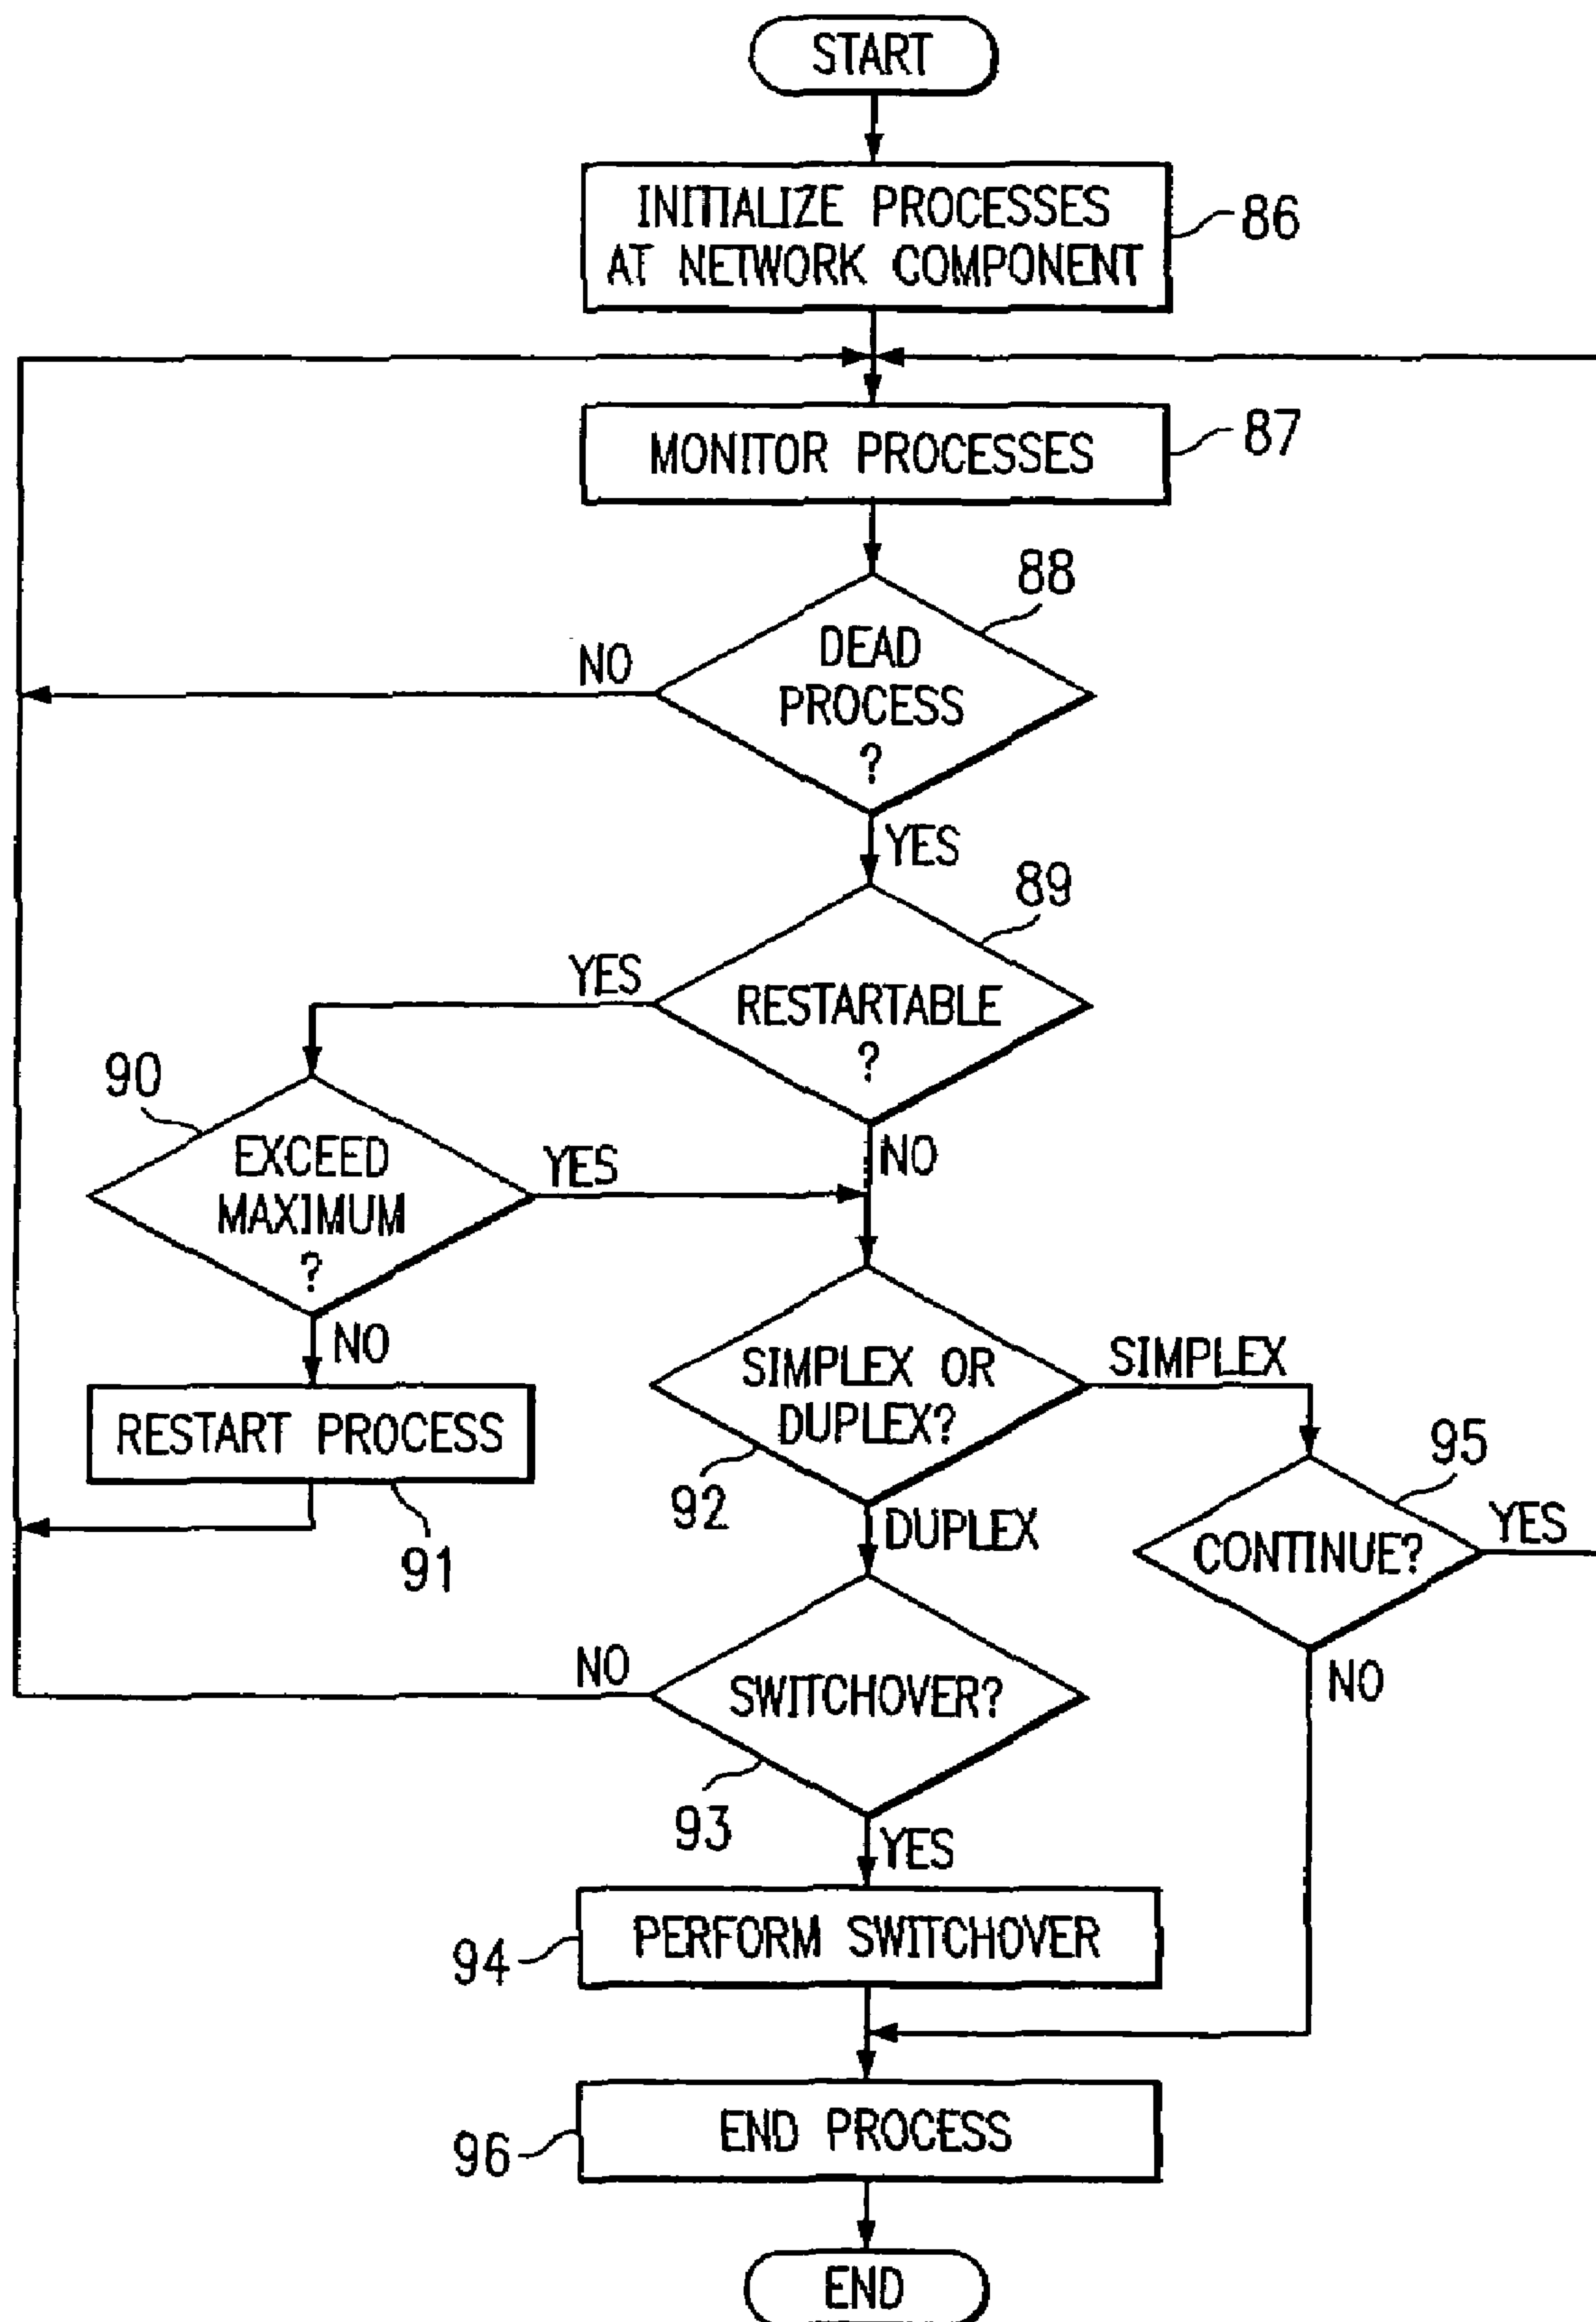 START
INITIALIZE PROCESSES
AT NETWORK COMPONENT
86
MONITOR PROCESSES
87
88
DEAD
PROCESS
?
NO
YES
89
RESTARTABLE
?
YES
NO
90
EXCEED
MAXIMUM
?
YES
NO
RESTART PROCESS
91
SIMPLEX OR
DUPLEX?
92
SIMPLEX
DUPLEX
95
CONTINUE?
YES
NO
SWITCHOVER?
93
NO
YES
PERFORM SWITCHOVER
94
END PROCESS
96
END